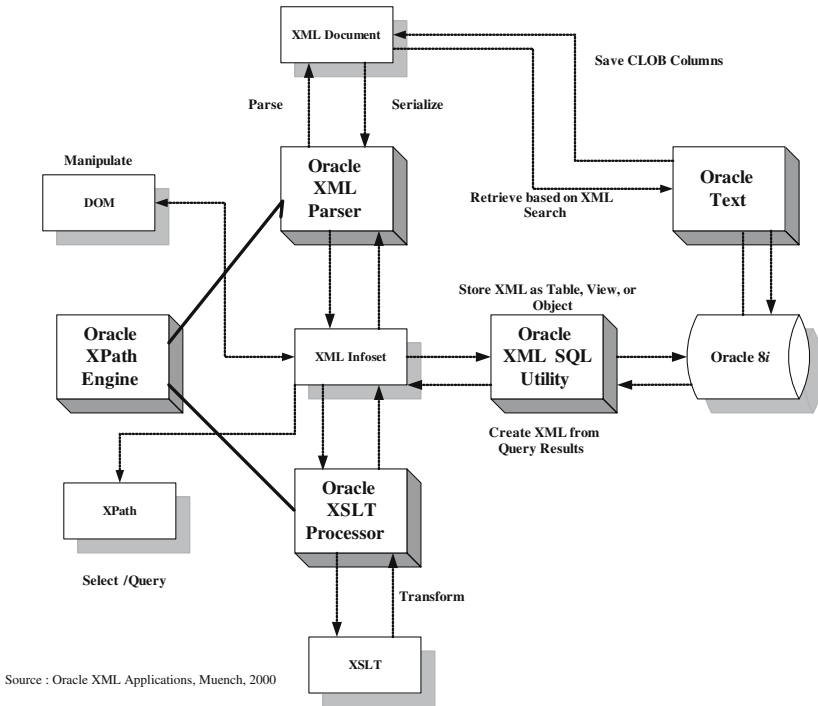 XML Document
Save CLOB Columns
Parse
Serialize
Manipulate
DOM
Oracle
XML
Parser
Oracle
Text
Retrieve based on XML
Search
Store XML as Table, View, or
Object
Oracle
XPath
Engine
XML Infoset
Oracle
XML SQL
Utility
Oracle 8i
Create XML from
Query Results
Oracle
XSLT
Processor
XPath
Select /Query
Transform
XSLT
Source : Oracle XML Applications, Muench, 2000